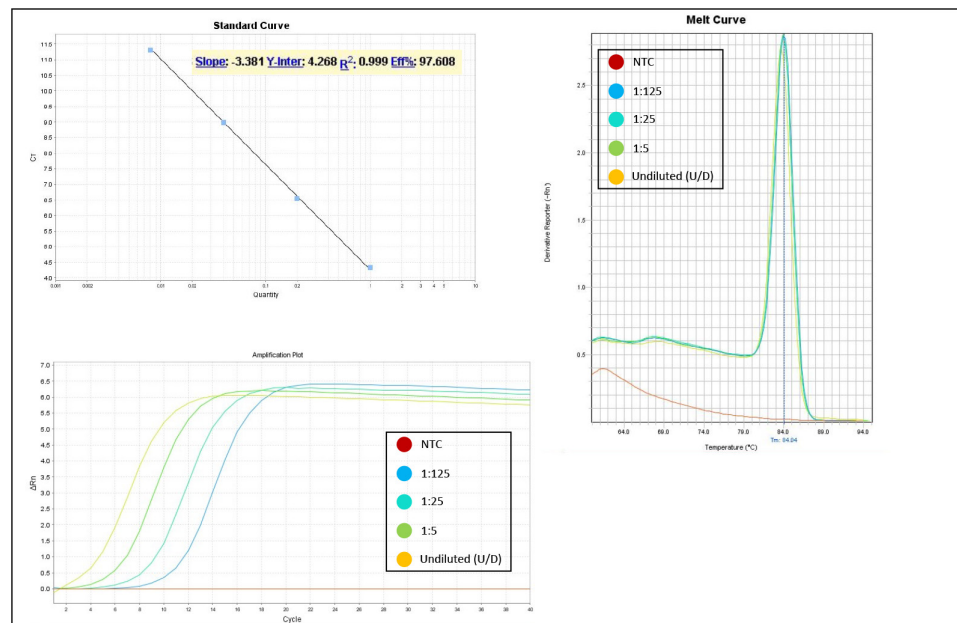 Standard Curve
Slope: -3.381 Y-Inter: 4.268 R2: 0.999 Eff%: 97.608
11.5
11.0
10.5
10.0
9.5
9.0
8.5
8.0
7.5
7.0
6.5
6.0
5.5
5.0
4.5
4.0
CT
0.001 0.002 0.01 0.02 0.1 0.2 1 2 3 4 5 10
Quantity
Melt Curve
NTC
1:125
1:25
1:5
Undiluted (U/D)
2.5
2.0
1.5
1.0
0.5
Derivative Reporter (-Rn')
64.0 69.0 74.0 79.0 84.0 89.0 94.0
Tm: 84.04
Temperature (°C)
Amplification Plot
7.0
6.5
6.0
5.5
5.0
4.5
4.0
3.5
3.0
2.5
2.0
1.5
1.0
0.5
0.0
ΔRn
NTC
1:125
1:25
1:5
Undiluted (U/D)
2 4 6 8 10 12 14 16 18 20 22 24 26 28 30 32 34 36 38 40
Cycle